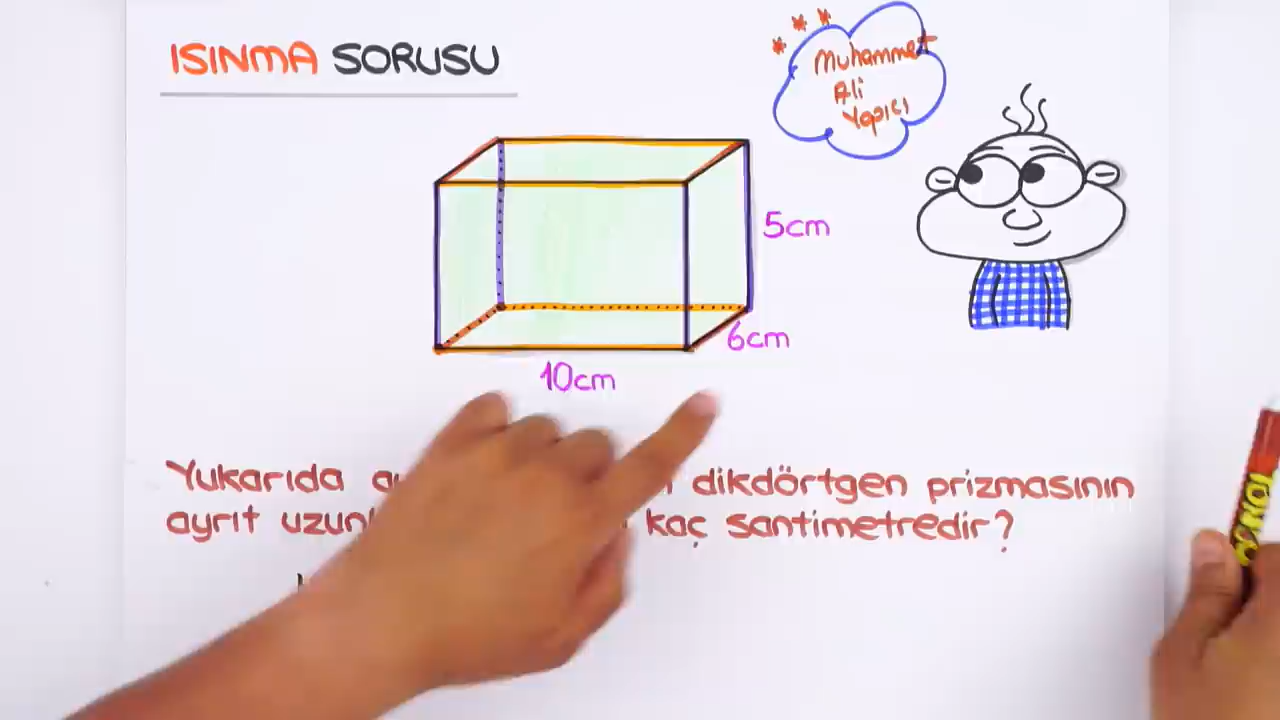 ISINMA SORUSU
Muhammet
Ali
Yapıcı
5cm
6cm
10cm
Yukarıda dikdörtgen prizmasının
ayrıt kaç santimetredir?